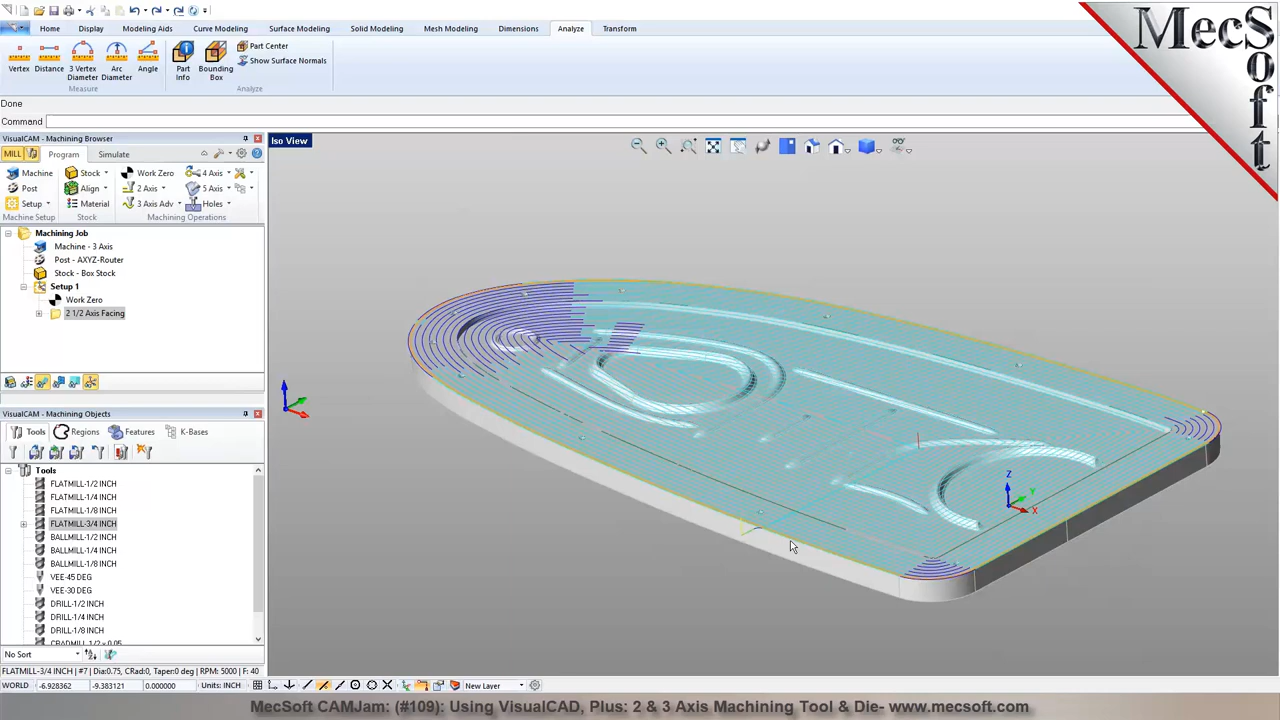 Home Display Modeling Aids Curve Modeling Surface Modeling Solid Modeling Mesh Modeling Dimensions Analyze Transform
Vertex Distance 3 Vertex Diameter Arc Diameter Angle
Measure
Part Info Bounding Box
Part Center
Show Surface Normals
Analyze
Done
Command
VisualCAM - Machining Browser
MILL Program Simulate
Machine Stock Work Zero 4 Axis
Post Align 2 Axis 5 Axis
Setup Material 3 Axis Adv Holes
Machine Setup Stock Machining Operations
Machining Job
Machine - 3 Axis
Post - AXYZ-Router
Stock - Box Stock
Setup 1
Work Zero
2 1/2 Axis Facing
VisualCAM - Machining Objects
Tools Regions Features K-Bases
Tools
FLATMILL-1/2 INCH
FLATMILL-1/4 INCH
FLATMILL-1/8 INCH
FLATMILL-3/4 INCH
BALLMILL-1/2 INCH
BALLMILL-1/4 INCH
BALLMILL-1/8 INCH
VEE-45 DEG
VEE-30 DEG
DRILL-1/2 INCH
DRILL-1/4 INCH
DRILL-1/8 INCH
No Sort
FLATMILL-3/4 INCH | #7 | Dia:0.75, CRad:0, Taper:0 deg | RPM: 5000 | F: 40
WORLD -6.928362 -9.383121 0.000000 Units: INCH New Layer
Iso View
Z
Y
X
MecSoft
MecSoft CAMJam: (#109): Using VisualCAD, Plus: 2 & 3 Axis Machining Tool & Die- www.mecsoft.com